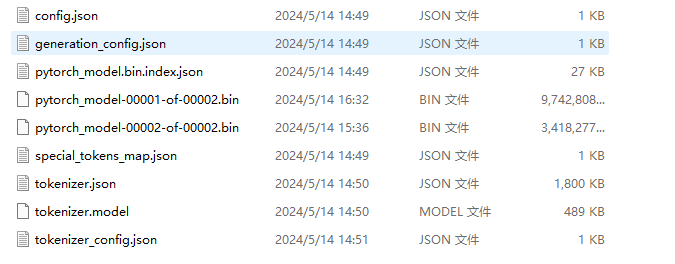 config.json 2024/5/14 14:49 JSON 文件 1 KB
generation_config.json 2024/5/14 14:49 JSON 文件 1 KB
pytorch_model.bin.index.json 2024/5/14 14:49 JSON 文件 27 KB
pytorch_model-00001-of-00002.bin 2024/5/14 16:32 BIN 文件 9,742,808...
pytorch_model-00002-of-00002.bin 2024/5/14 15:36 BIN 文件 3,418,277...
special_tokens_map.json 2024/5/14 14:49 JSON 文件 1 KB
tokenizer.json 2024/5/14 14:50 JSON 文件 1,800 KB
tokenizer.model 2024/5/14 14:50 MODEL 文件 489 KB
tokenizer_config.json 2024/5/14 14:51 JSON 文件 1 KB